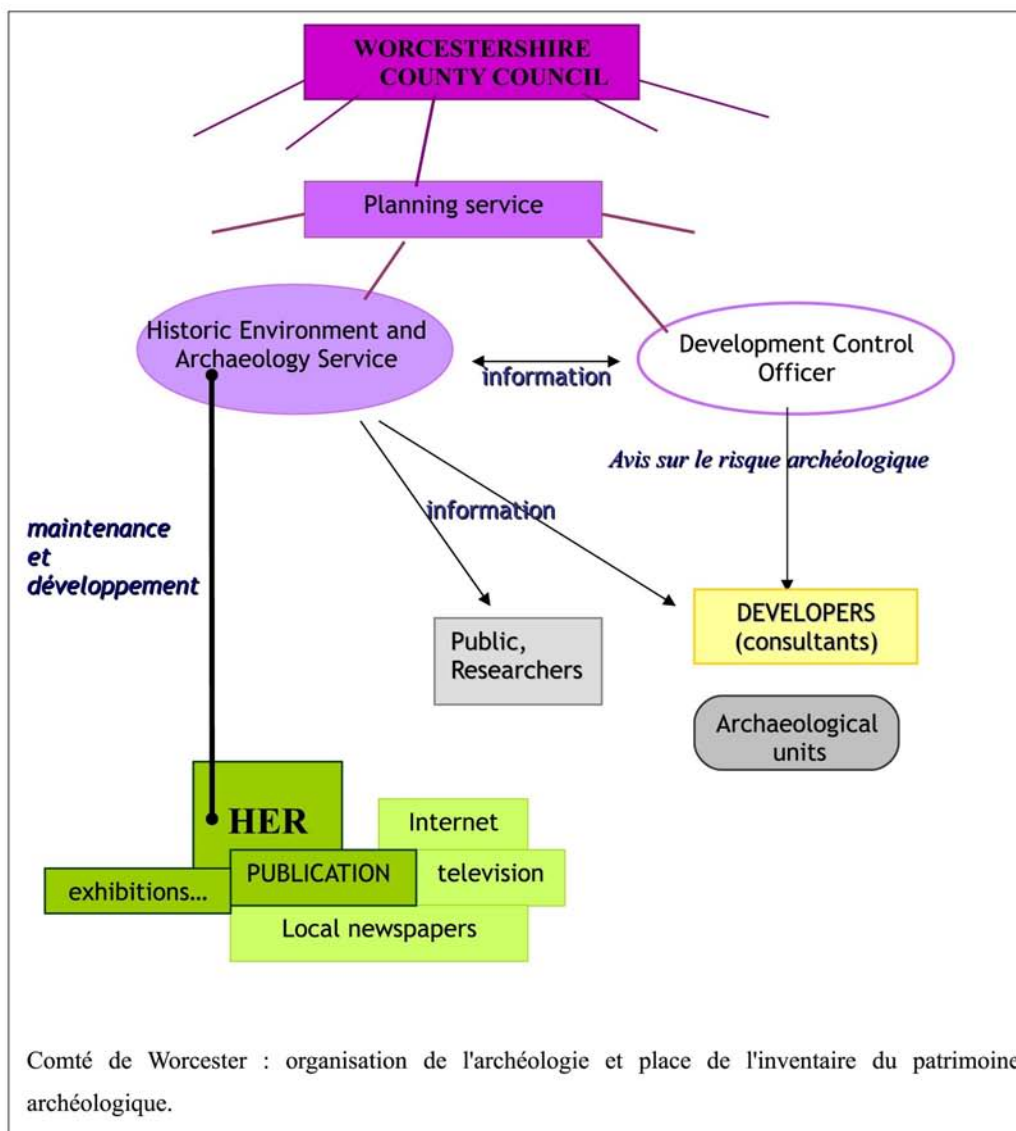 WORCESTERSHIRE
COUNTY COUNCIL
Planning service
Historic Environment and
Archaeology Service
information
Development Control
Officer
Avis sur le risque archéologique
information
maintenance
et
développement
Public,
Researchers
DEVELOPERS
(consultants)
Archaeological
units
HER
Internet
PUBLICATION
television
exhibitions...
Local newspapers
Comté de Worcester : organisation de l'archéologie et place de l'inventaire du patrimoine
archéologique.